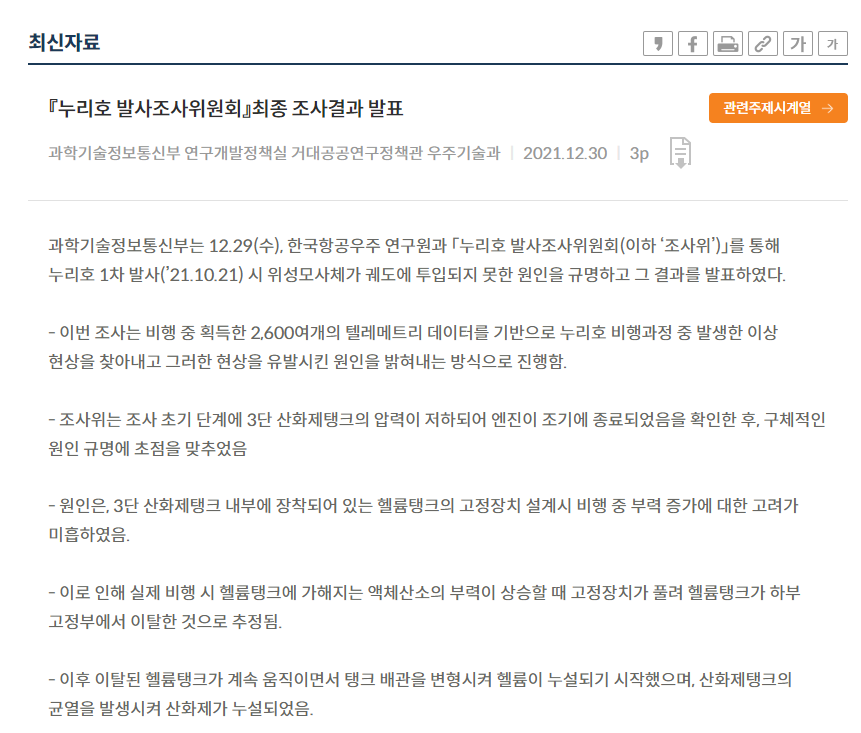 최신자료
가 가
『누리호 발사조사위원회』최종 조사결과 발표
관련주제시계열 →
과학기술정보통신부 연구개발정책실 거대공공연구정책관 우주기술과 | 2021.12.30 | 3p
과학기술정보통신부는 12.29(수), 한국항공우주 연구원과 「누리호 발사조사위원회(이하 ‘조사위’)」를 통해
누리호 1차 발사(’21.10.21) 시 위성모사체가 궤도에 투입되지 못한 원인을 규명하고 그 결과를 발표하였다.
- 이번 조사는 비행 중 획득한 2,600여개의 텔레메트리 데이터를 기반으로 누리호 비행과정 중 발생한 이상
현상을 찾아내고 그러한 현상을 유발시킨 원인을 밝혀내는 방식으로 진행함.
- 조사위는 조사 초기 단계에 3단 산화제탱크의 압력이 저하되어 엔진이 조기에 종료되었음을 확인한 후, 구체적인
원인 규명에 초점을 맞추었음
- 원인은, 3단 산화제탱크 내부에 장착되어 있는 헬륨탱크의 고정장치 설계시 비행 중 부력 증가에 대한 고려가
미흡하였음.
- 이로 인해 실제 비행 시 헬륨탱크에 가해지는 액체산소의 부력이 상승할 때 고정장치가 풀려 헬륨탱크가 하부
고정부에서 이탈한 것으로 추정됨.
- 이후 이탈된 헬륨탱크가 계속 움직이면서 탱크 배관을 변형시켜 헬륨이 누설되기 시작했으며, 산화제탱크의
균열을 발생시켜 산화제가 누설되었음.